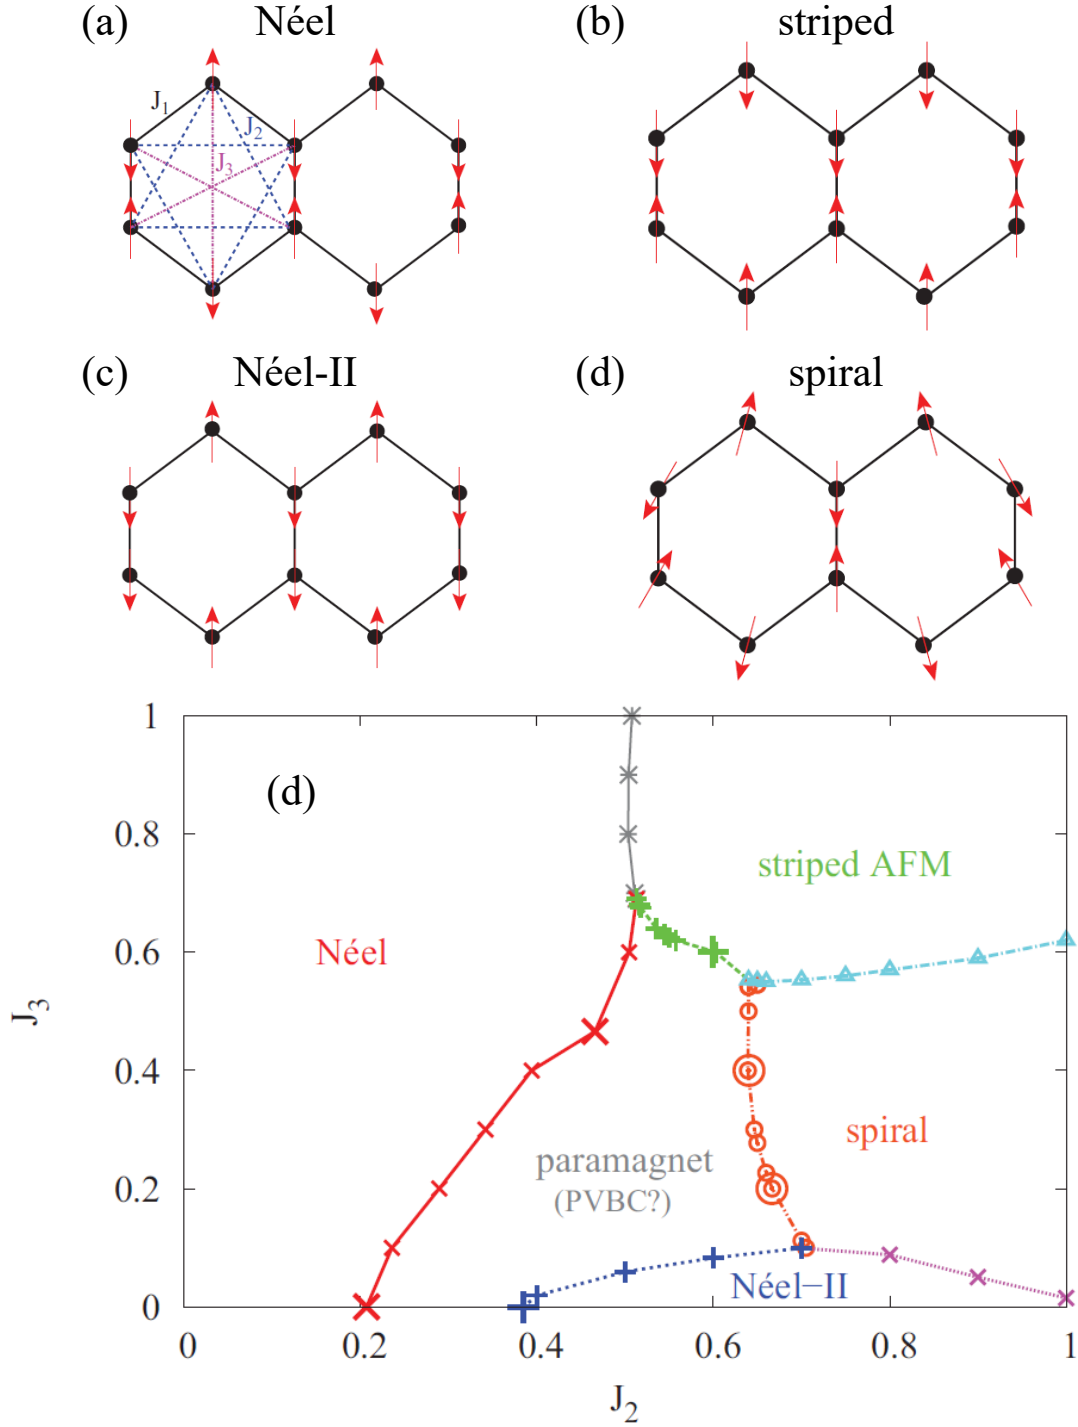 (a) Néel
(b) striped
J1
J2
J3
(c) Néel-II
(d) spiral
1
0.8
0.6
0.4
0.2
0
J3
(d)
striped AFM
Néel
paramagnet
(PVBC?)
spiral
Néel−II
0 0.2 0.4 0.6 0.8 1
J2